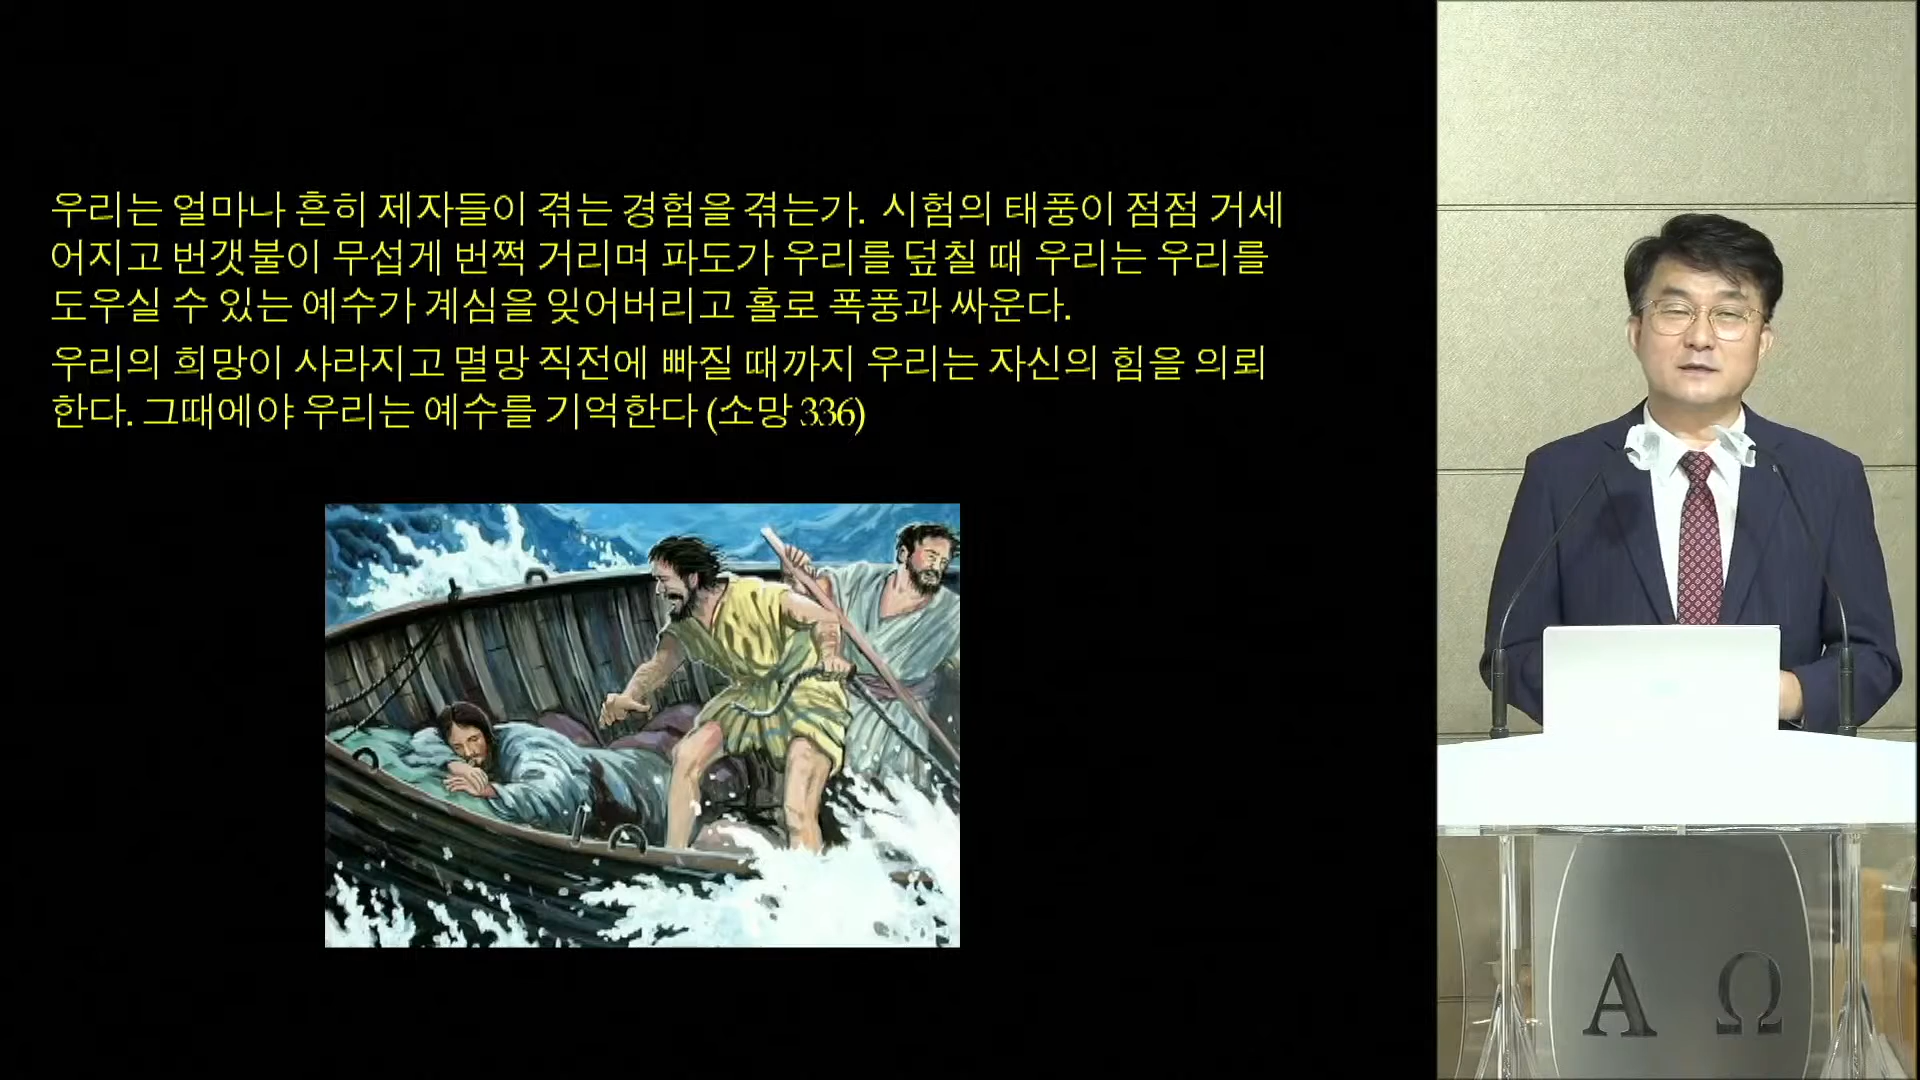 우리는 얼마나 흔히 제자들이 겪는 경험을 겪는가. 시험의 태풍이 점점 거세
어지고 번갯불이 무섭게 번쩍 거리며 파도가 우리를 덮칠 때 우리는 우리를
도우실 수 있는 예수가 계심을 잊어버리고 홀로 폭풍과 싸운다.
우리의 희망이 사라지고 멸망 직전에 빠질 때까지 우리는 자신의 힘을 의뢰
한다. 그때에야 우리는 예수를 기억한다 (소망 336)
Α Ω